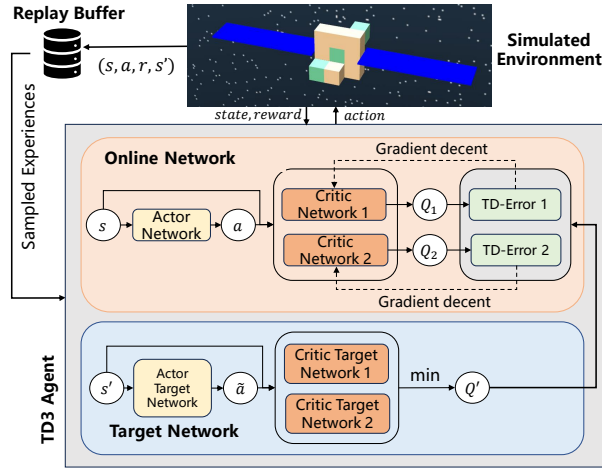 Replay Buffer
(s, a, r, s′)
Simulated
Environment
state, reward
action
Sampled Experiences
TD3 Agent
Online Network
Gradient decent
s
Actor
Network
a
Critic
Network 1
Q1
TD-Error 1
Critic
Network 2
Q2
TD-Error 2
Gradient decent
s′
Actor
Target
Network
ã
Critic Target
Network 1
Critic Target
Network 2
min
Q′
Target Network